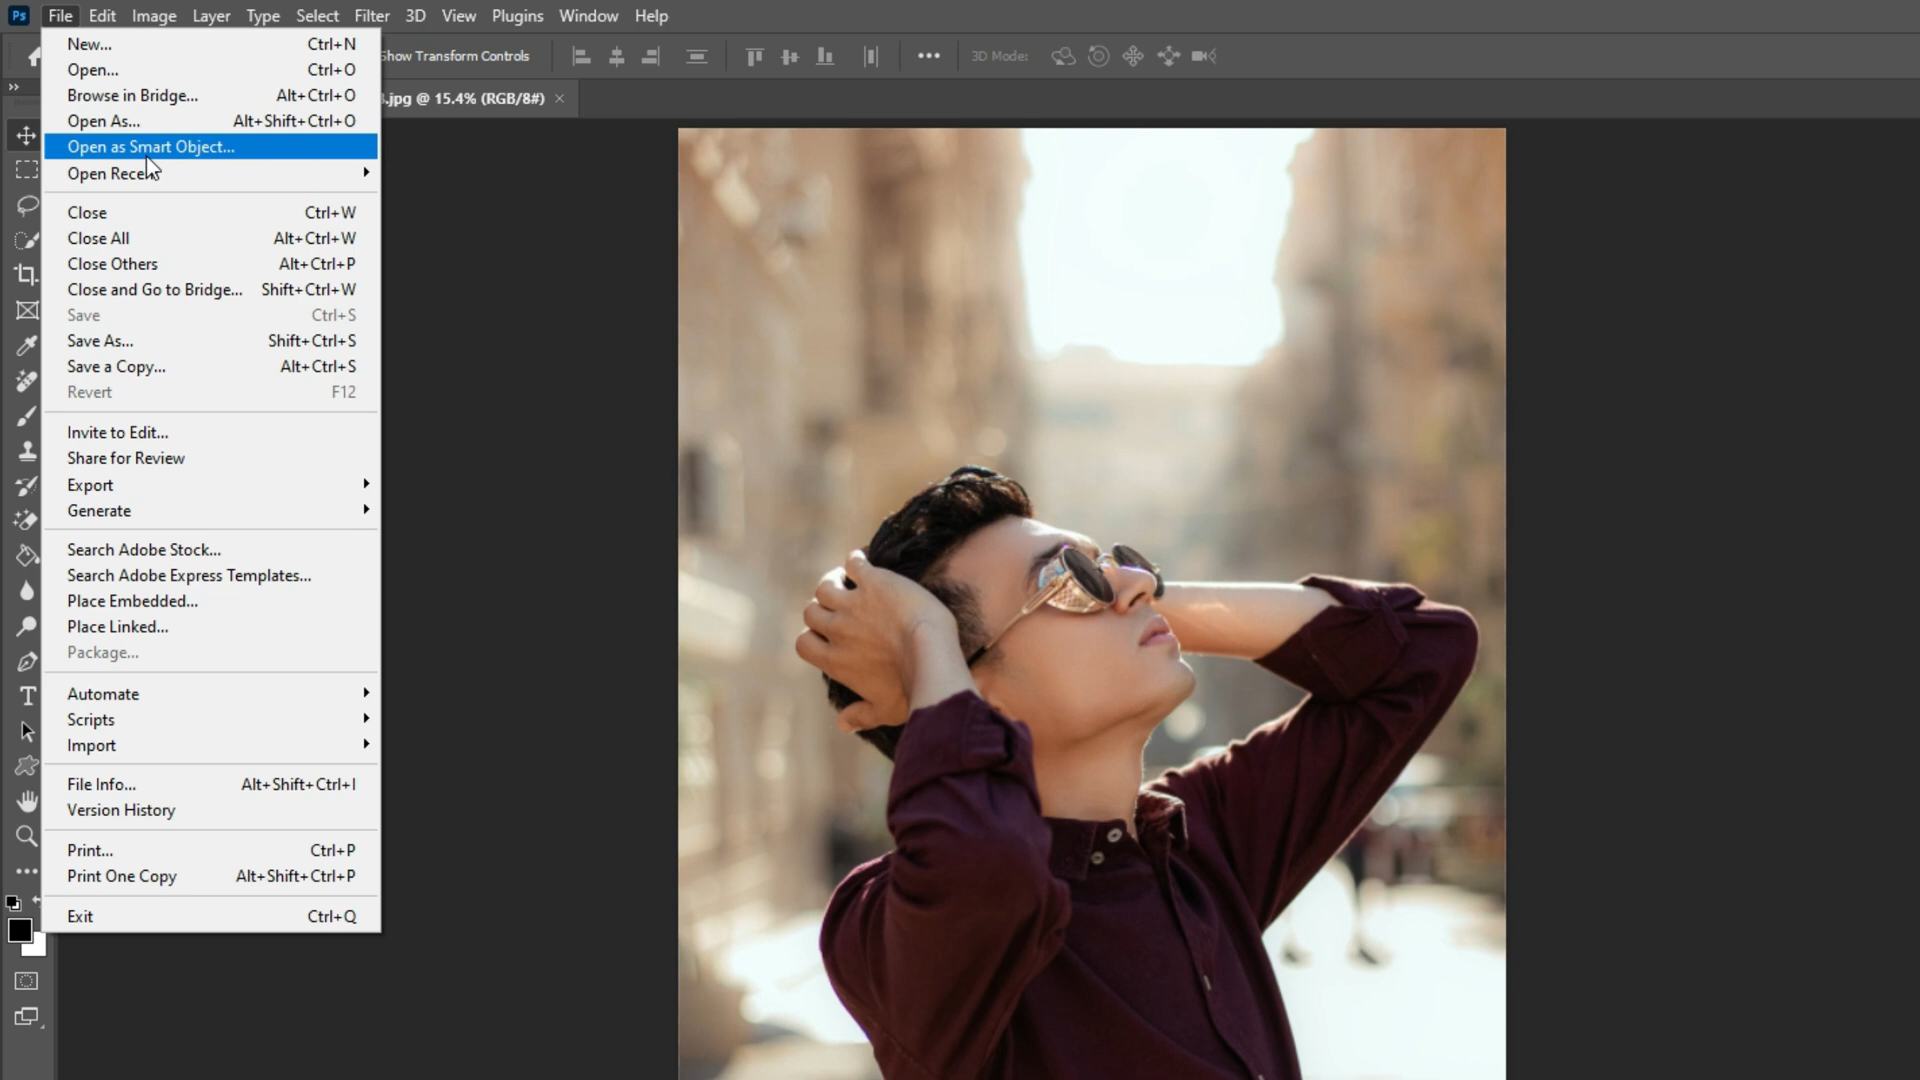 Ps File Edit Image Layer Type Select Filter 3D View Plugins Window Help
Show Transform Controls 3D Mode:
.jpg @ 15.4% (RGB/8#) ×
New... Ctrl+N
Open... Ctrl+O
Browse in Bridge... Alt+Ctrl+O
Open As... Alt+Shift+Ctrl+O
Open as Smart Object...
Open Recent
Close Ctrl+W
Close All Alt+Ctrl+W
Close Others Alt+Ctrl+P
Close and Go to Bridge... Shift+Ctrl+W
Save Ctrl+S
Save As... Shift+Ctrl+S
Save a Copy... Alt+Ctrl+S
Revert F12
Invite to Edit...
Share for Review
Export
Generate
Search Adobe Stock...
Search Adobe Express Templates...
Place Embedded...
Place Linked...
Package...
Automate
Scripts
Import
File Info... Alt+Shift+Ctrl+I
Version History
Print... Ctrl+P
Print One Copy Alt+Shift+Ctrl+P
Exit Ctrl+Q